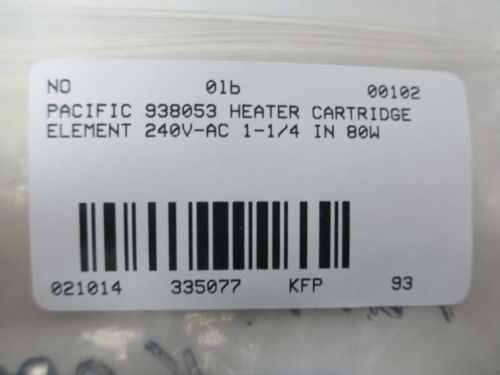 NO 01b 00102
PACIFIC 938053 HEATER CARTRIDGE
ELEMENT 240V-AC 1-1/4 IN 80W
021014 335077 KFP 93